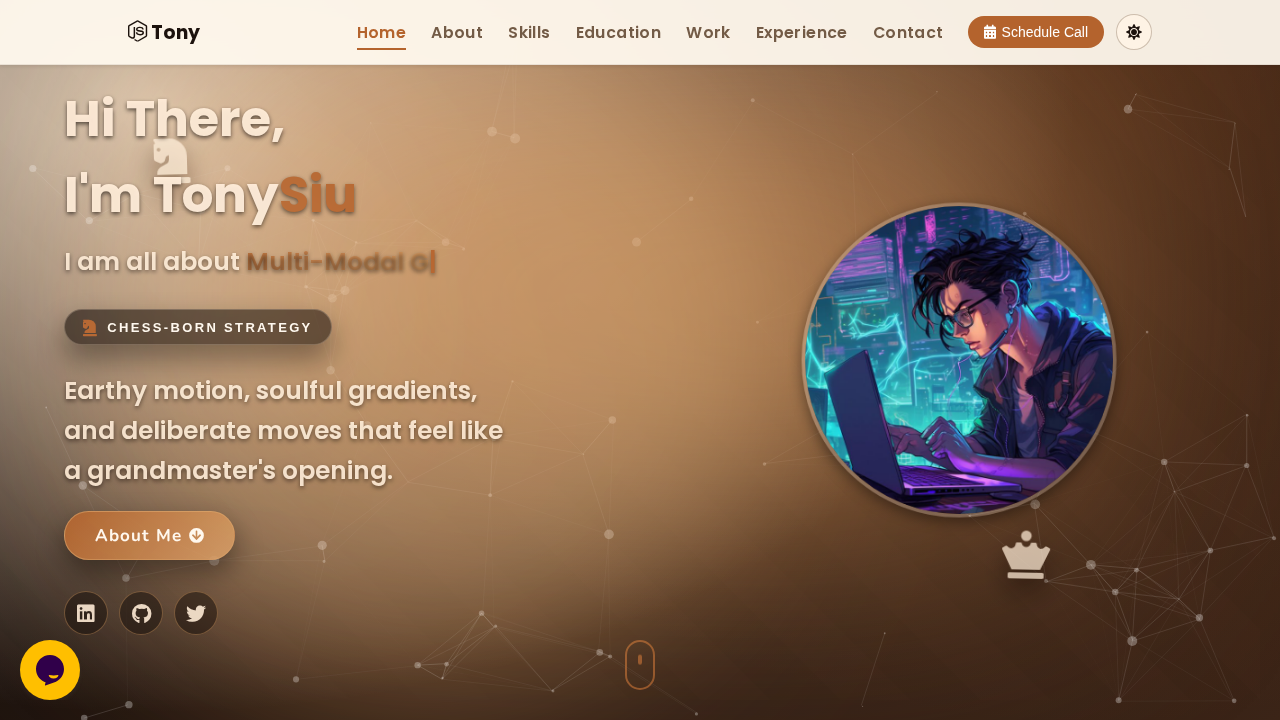 Tony
Home About Skills Education Work Experience Contact
Schedule Call
Hi There,
I'm TonySiu
I am all about Multi-Modal G|
CHESS-BORN STRATEGY
Earthy motion, soulful gradients,
and deliberate moves that feel like
a grandmaster's opening.
About Me